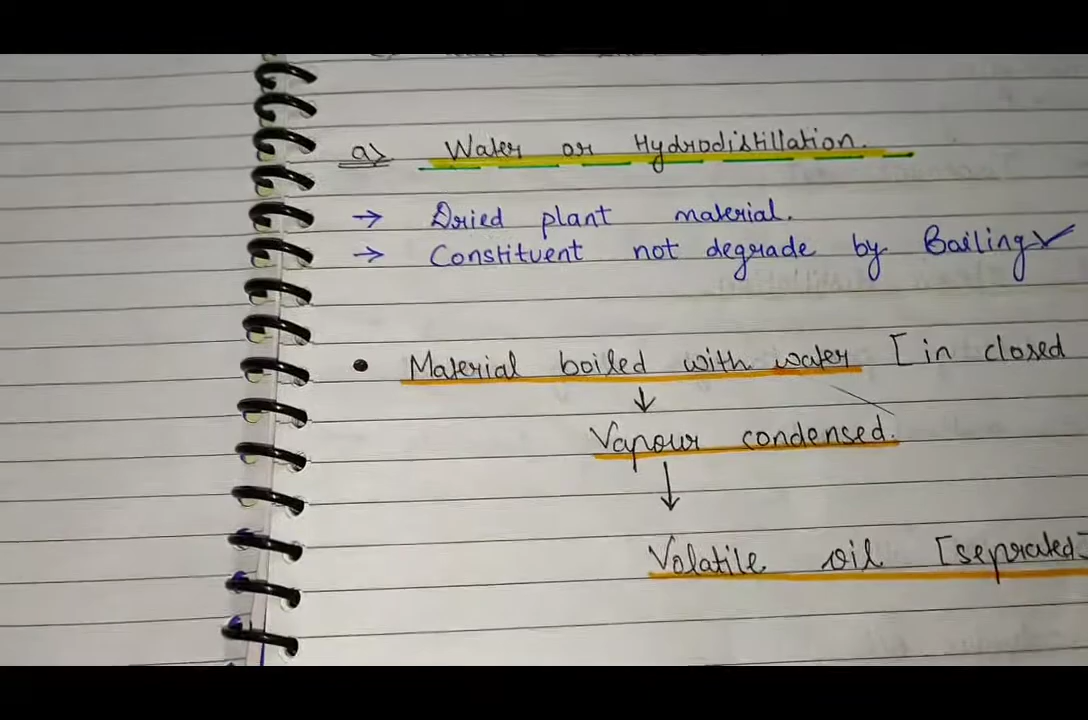 a) Water or Hydrodistillation.
→ Dried plant material.
→ Constituent not degrade by Bailing✓
• Material boiled with water [in closed
↓
Vapour condensed.
↓
Volatile oil [seprated]